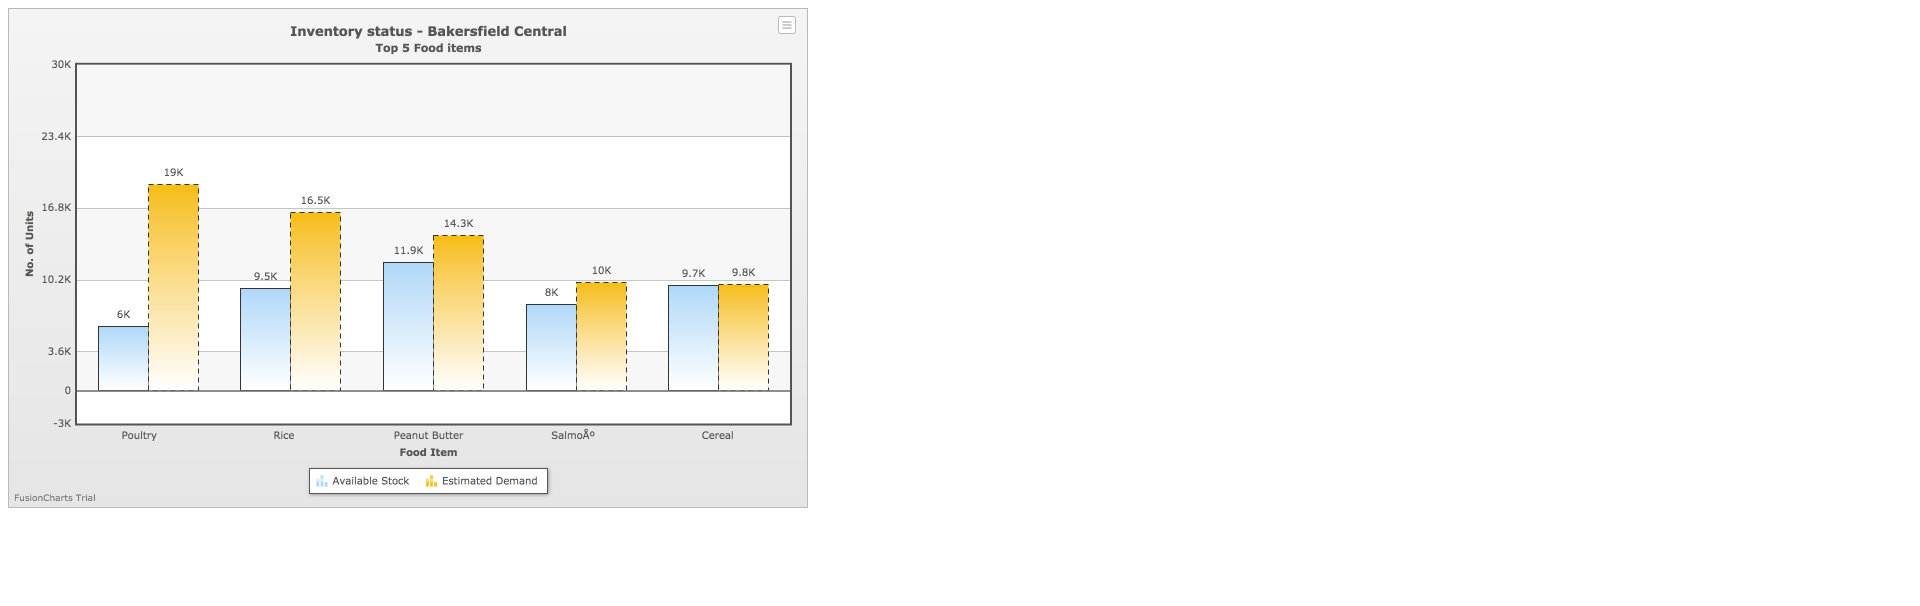 Inventory status - Bakersfield Central
Top 5 Food items
30K
23.4K
16.8K
10.2K
3.6K
0
-3K
No. of Units
6K
19K
9.5K
16.5K
11.9K
14.3K
8K
10K
9.7K
9.8K
Poultry
Rice
Peanut Butter
SalmoÅº
Cereal
Food Item
Available Stock
Estimated Demand
FusionCharts Trial